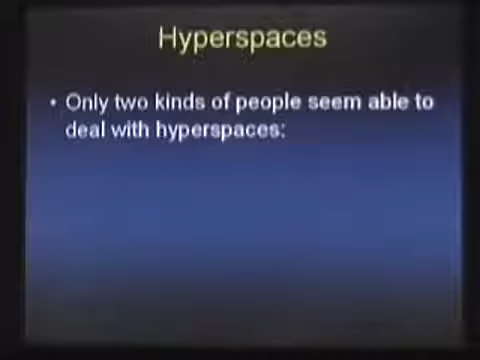 Hyperspaces
• Only two kinds of people seem able to
deal with hyperspaces: